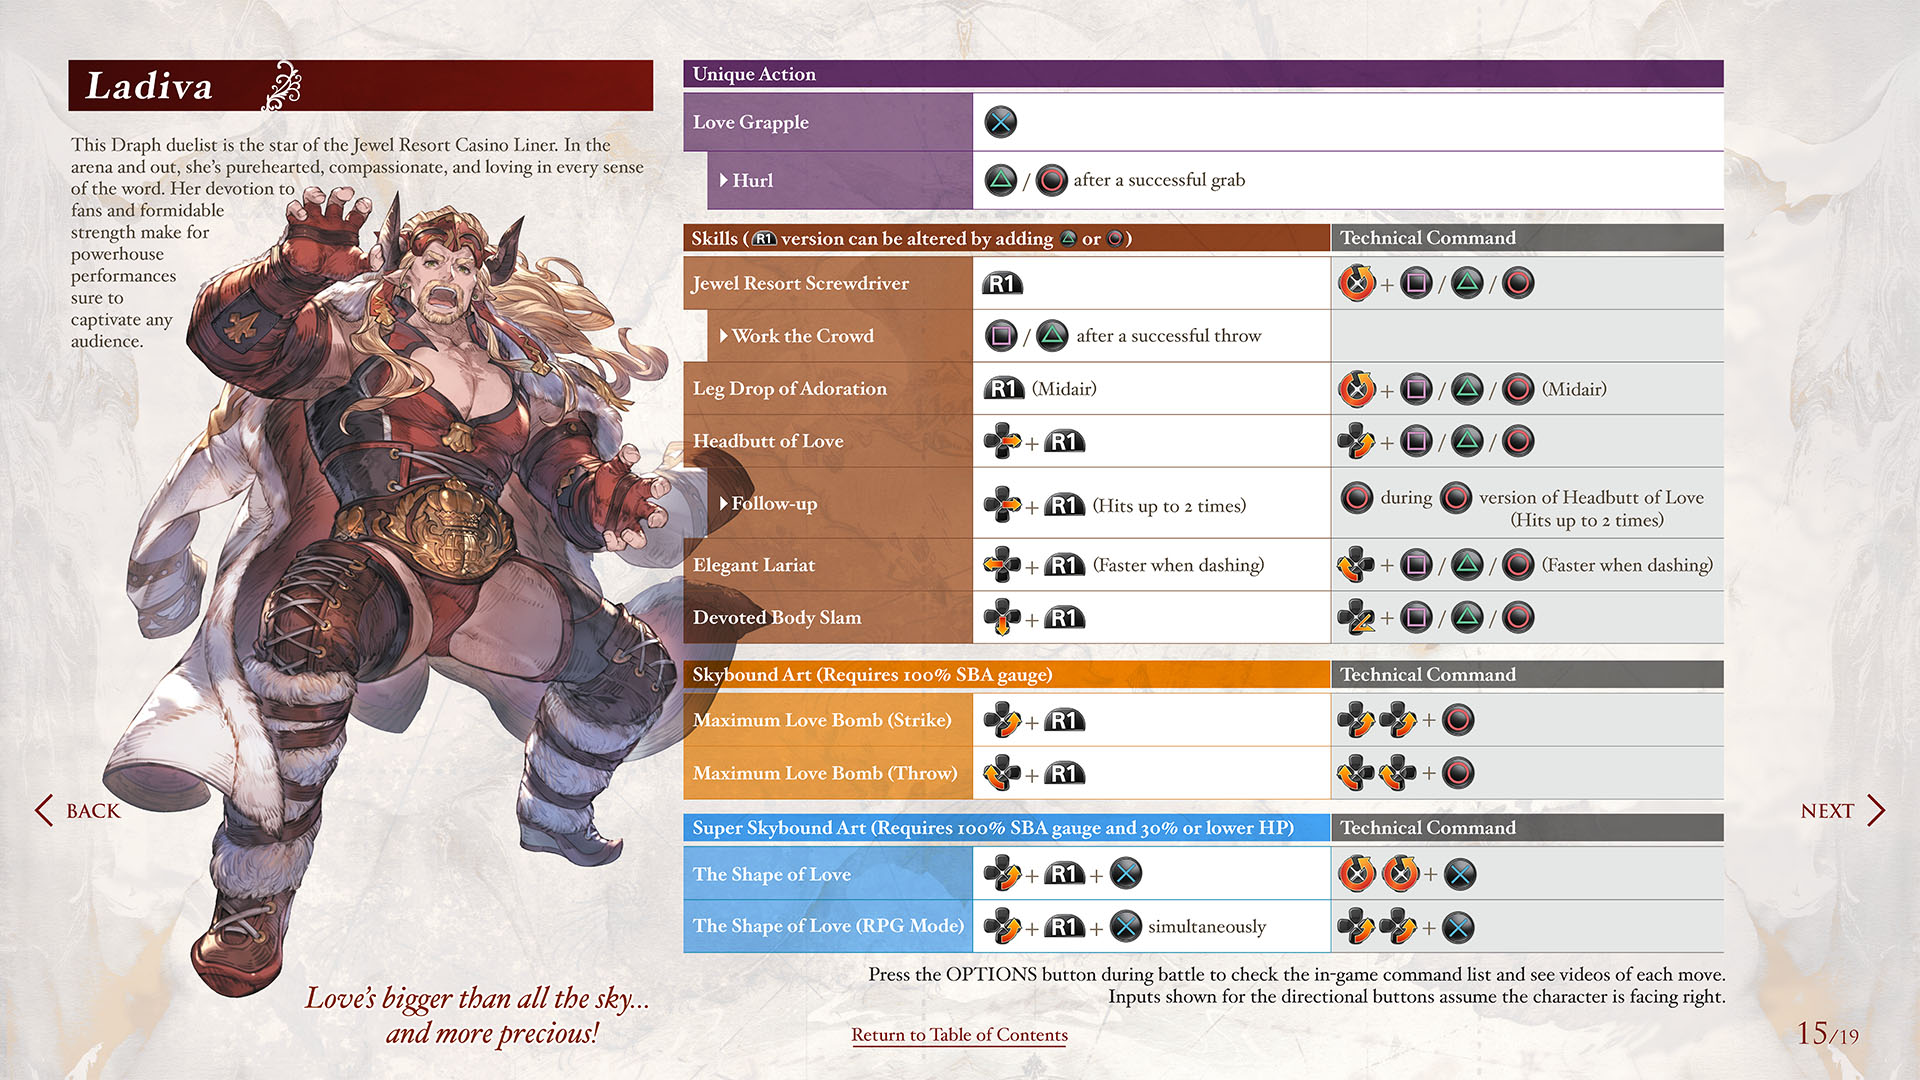 Ladiva
This Draph duelist is the star of the Jewel Resort Casino Liner. In the
arena and out, she's purehearted, compassionate, and loving in every sense
of the word. Her devotion to
fans and formidable
strength make for
powerhouse
performances
sure to
captivate any
audience.
Unique Action
Love Grapple
Hurl
/ after a successful grab
Skills ( R1 version can be altered by adding or )
Technical Command
Jewel Resort Screwdriver
R1
+ / /
Work the Crowd
/ after a successful throw
Leg Drop of Adoration
R1 (Midair)
+ / / (Midair)
Headbutt of Love
+ R1
+ / /
Follow-up
+ R1 (Hits up to 2 times)
during version of Headbutt of Love
(Hits up to 2 times)
Elegant Lariat
+ R1 (Faster when dashing)
+ / / (Faster when dashing)
Devoted Body Slam
+ R1
+ / /
Skybound Art (Requires 100% SBA gauge)
Technical Command
Maximum Love Bomb (Strike)
+ R1
+
Maximum Love Bomb (Throw)
+ R1
+
Super Skybound Art (Requires 100% SBA gauge and 30% or lower HP)
Technical Command
The Shape of Love
+ R1 +
+
The Shape of Love (RPG Mode)
+ R1 + simultaneously
+
Press the OPTIONS button during battle to check the in-game command list and see videos of each move.
Inputs shown for the directional buttons assume the character is facing right.
BACK
NEXT
Love's bigger than all the sky...
and more precious!
Return to Table of Contents
15/19